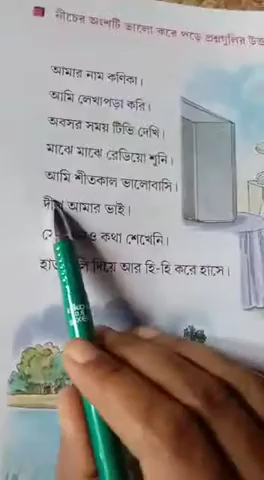 নীচের অংশটি ভালো করে পড়ে প্রশ্নগুলির উত্ত
আমার নাম কণিকা।
আমি লেখাপড়া করি।
অবসর সময় টিভি দেখি।
মাঝে মাঝে রেডিয়ো শুনি।
আমি শীতকাল ভালোবাসি।
আমার ভাই।
ও কথা শেখেনি।
দিয়ে আর হি-হি করে হাসে।